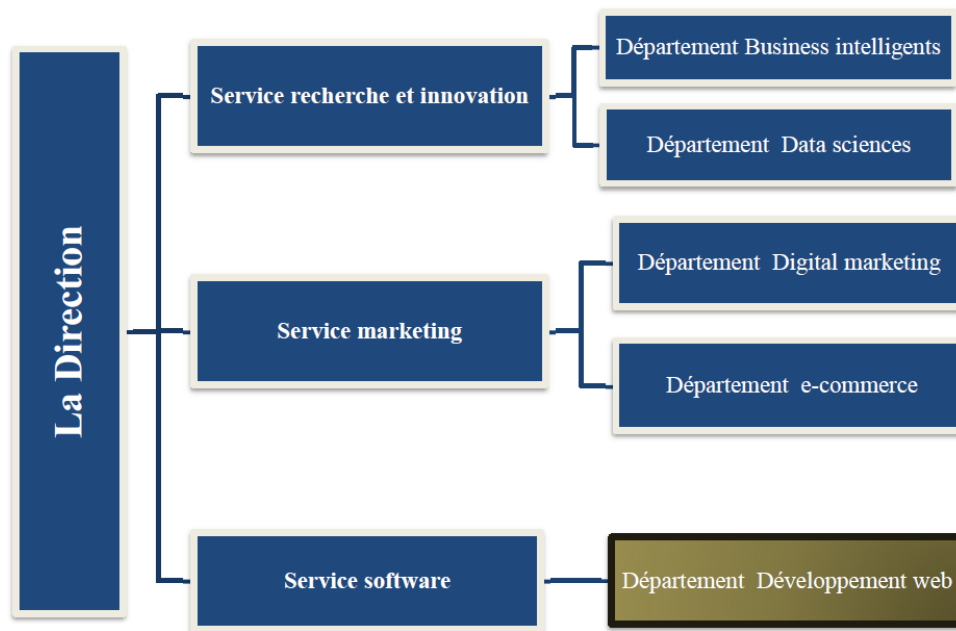 La Direction
Service recherche et innovation
Département Business intelligents
Département Data sciences
Service marketing
Département Digital marketing
Département e-commerce
Service software
Département Développement web